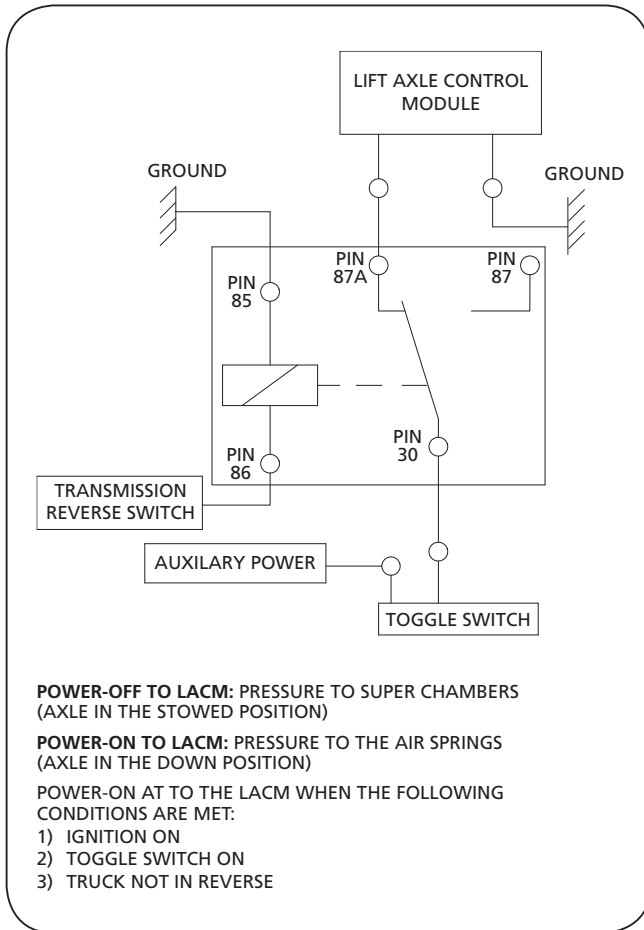 LIFT AXLE CONTROL
MODULE
GROUND
GROUND
PIN
85
PIN
87A
PIN
87
PIN
86
PIN
30
TRANSMISSION
REVERSE SWITCH
AUXILARY POWER
TOGGLE SWITCH
POWER-OFF TO LACM: PRESSURE TO SUPER CHAMBERS
(AXLE IN THE STOWED POSITION)
POWER-ON TO LACM: PRESSURE TO THE AIR SPRINGS
(AXLE IN THE DOWN POSITION)
POWER-ON AT TO THE LACM WHEN THE FOLLOWING
CONDITIONS ARE MET:
1) IGNITION ON
2) TOGGLE SWITCH ON
3) TRUCK NOT IN REVERSE